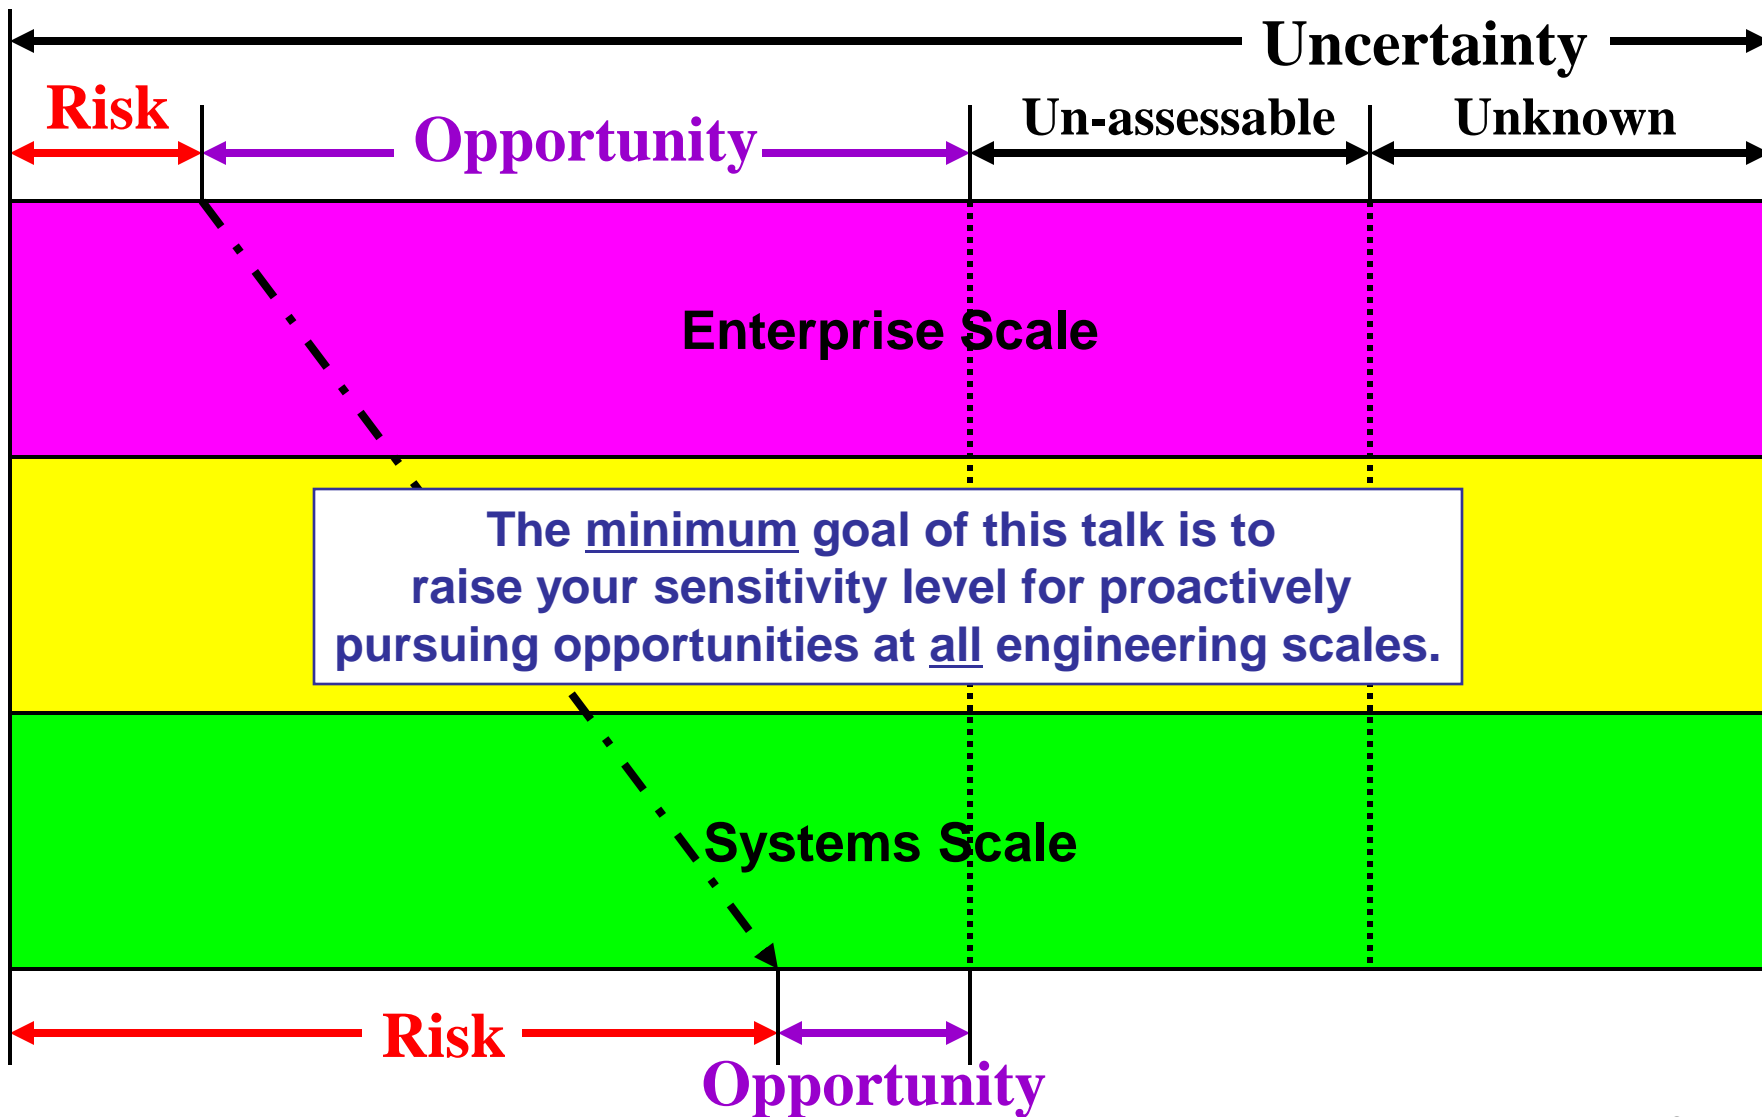 Uncertainty
Risk
Opportunity
Un-assessable
Unknown
Enterprise Scale
The minimum goal of this talk is to
raise your sensitivity level for proactively
pursuing opportunities at all engineering scales.
Systems Scale
Risk
Opportunity